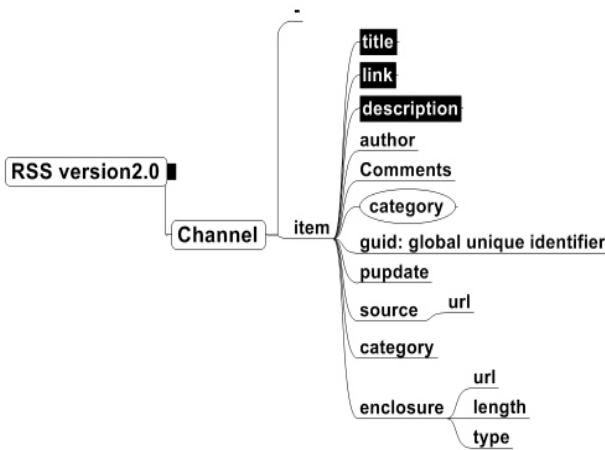 -
title
link
description
author
Comments
RSS version2.0
category
Channel
item
guid: global unique identifier
pupdate
source
url
category
url
enclosure
length
type